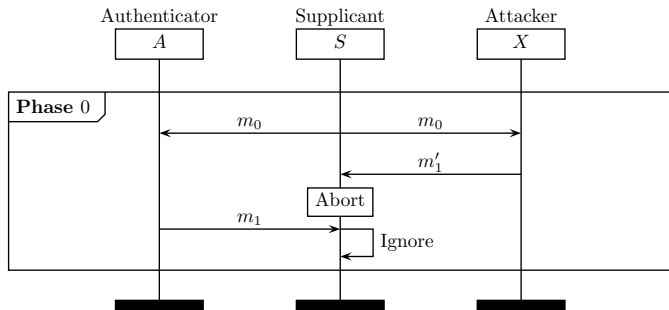 Authenticator Supplicant Attacker
A S X
Phase 0
m₀ m₀
m′₁
Abort
m₁
Ignore